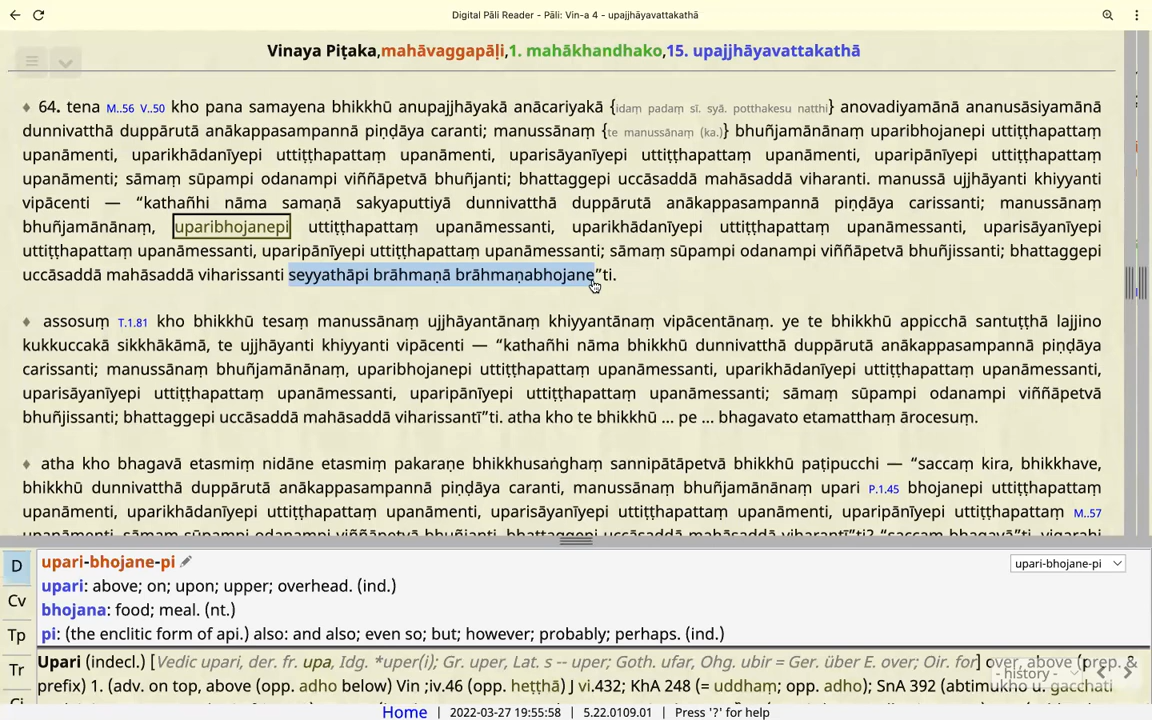 Digital Pāli Reader - Pāli: Vin-a 4 - upajjhāyavattakathā
Vinaya Piṭaka,mahāvaggapāḷi,1. mahākhandhako,15. upajjhāyavattakathā
♦ 64. tena M..56 V..50 kho pana samayena bhikkhū anupajjhāyakā anācariyakā {idaṃ padaṃ sī. syā. potthakesu natthi} anovadiyamānā ananusāsiyamānā
dunnivatthā duppārutā anākappasampannā piṇḍāya caranti; manussānaṃ {te manussānaṃ (ka.)} bhuñjamānānaṃ uparibhojanepi uttiṭṭhapattaṃ
upanāmenti, uparikhādanīyepi uttiṭṭhapattaṃ upanāmenti, uparisāyanīyepi uttiṭṭhapattaṃ upanāmenti, uparipānīyepi uttiṭṭhapattaṃ
upanāmenti; sāmaṃ sūpampi odanampi viññāpetvā bhuñjanti; bhattaggepi uccāsaddā mahāsaddā viharanti. manussā ujjhāyanti khiyyanti
vipācenti — “kathañhi nāma samaṇā sakyaputtiyā dunnivatthā duppārutā anākappasampannā piṇḍāya carissanti; manussānaṃ
bhuñjamānānaṃ, uparibhojanepi uttiṭṭhapattaṃ upanāmessanti, uparikhādanīyepi uttiṭṭhapattaṃ upanāmessanti, uparisāyanīyepi
uttiṭṭhapattaṃ upanāmessanti, uparipānīyepi uttiṭṭhapattaṃ upanāmessanti; sāmaṃ sūpampi odanampi viññāpetvā bhuñjissanti; bhattaggepi
uccāsaddā mahāsaddā viharissanti seyyathāpi brāhmaṇā brāhmaṇabhojane”ti.
♦ assosuṃ T.1.81 kho bhikkhū tesaṃ manussānaṃ ujjhāyantānaṃ khiyyantānaṃ vipācentānaṃ. ye te bhikkhū appicchā santuṭṭhā lajjino
kukkuccakā sikkhākāmā, te ujjhāyanti khiyyanti vipācenti — “kathañhi nāma bhikkhū dunnivatthā duppārutā anākappasampannā piṇḍāya
carissanti; manussānaṃ bhuñjamānānaṃ, uparibhojanepi uttiṭṭhapattaṃ upanāmessanti, uparikhādanīyepi uttiṭṭhapattaṃ upanāmessanti,
uparisāyanīyepi uttiṭṭhapattaṃ upanāmessanti, uparipānīyepi uttiṭṭhapattaṃ upanāmessanti; sāmaṃ sūpampi odanampi viññāpetvā
bhuñjissanti; bhattaggepi uccāsaddā mahāsaddā viharissantī”ti. atha kho te bhikkhū ... pe ... bhagavato etamatthaṃ ārocesuṃ.
♦ atha kho bhagavā etasmiṃ nidāne etasmiṃ pakaraṇe bhikkhusaṅghaṃ sannipātāpetvā bhikkhū paṭipucchi — “saccaṃ kira, bhikkhave,
bhikkhū dunnivatthā duppārutā anākappasampannā piṇḍāya caranti, manussānaṃ bhuñjamānānaṃ upari P.1.45 bhojanepi uttiṭṭhapattaṃ
upanāmenti, uparikhādanīyepi uttiṭṭhapattaṃ upanāmenti, uparisāyanīyepi uttiṭṭhapattaṃ upanāmenti, uparipānīyepi uttiṭṭhapattaṃ M..57
D upari-bhojane-pi upari-bhojane-pi
upari: above; on; upon; upper; overhead. (ind.)
Cv bhojana: food; meal. (nt.)
Tp pi: (the enclitic form of api.) also: and also; even so; but; however; probably; perhaps. (ind.)
Tr Upari (indecl.) [Vedic upari, der. fr. upa, Idg. *uper(i); Gr. uper, Lat. s -- uper; Goth. ufar, Ohg. ubir = Ger. über E. over; Oir. for] over, above (prep. &
- history -
prefix) 1. (adv. on top, above (opp. adho below) Vin ;iv.46 (opp. heṭṭhā) J vi.432; KhA 248 (= uddhaṃ; opp. adho); SnA 392 (abtimukho u. gacchati
Home | 2022-03-27 19:55:58 | 5.22.0109.01 | Press '?' for help